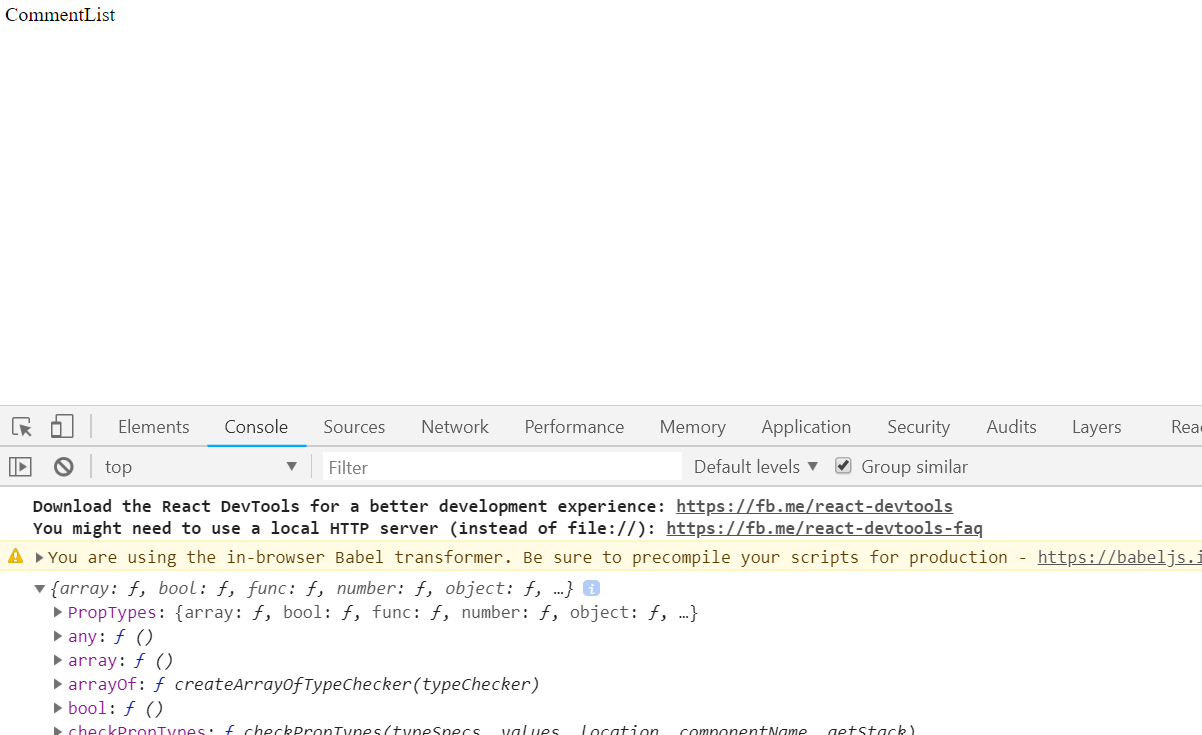 CommentList
Elements Console Sources Network Performance Memory Application Security Audits Layers
top Filter Default levels Group similar
Download the React DevTools for a better development experience: https://fb.me/react-devtools
You might need to use a local HTTP server (instead of file://): https://fb.me/react-devtools-faq
You are using the in-browser Babel transformer. Be sure to precompile your scripts for production - https://babeljs.i
{array: ƒ, bool: ƒ, func: ƒ, number: ƒ, object: ƒ, …} i
PropTypes: {array: ƒ, bool: ƒ, func: ƒ, number: ƒ, object: ƒ, …}
any: ƒ ()
array: ƒ ()
arrayOf: ƒ createArrayOfTypeChecker(typeChecker)
bool: ƒ ()
checkPropTypes: ƒ checkPropTypes(typeSpecs, values, location, componentName, getStack)